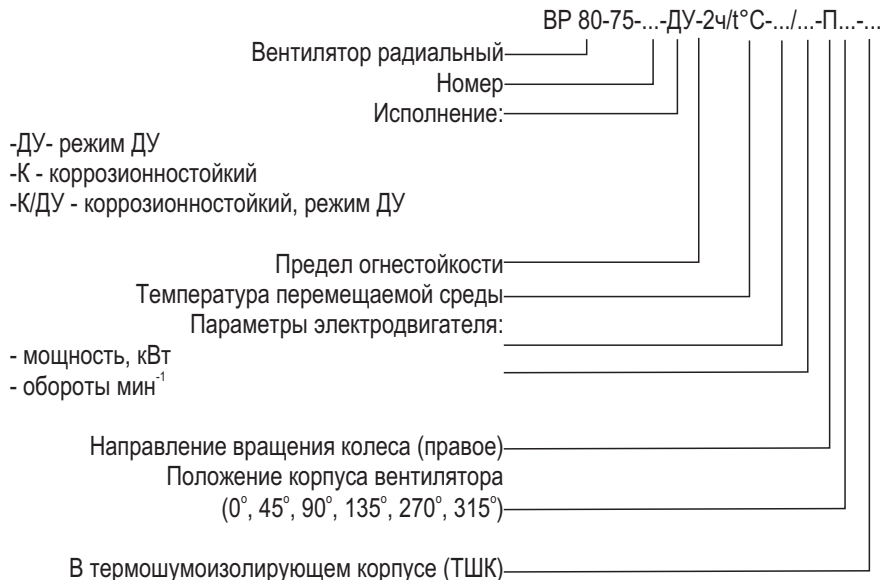 ВР 80-75-...-ДУ-2ч/t°С-.../...-П...-...
Вентилятор радиальный
Номер
Исполнение:
-ДУ- режим ДУ
-К - коррозионностойкий
-К/ДУ - коррозионностойкий, режим ДУ
Предел огнестойкости
Температура перемещаемой среды
Параметры электродвигателя:
- мощность, кВт
- обороты мин⁻¹
Направление вращения колеса (правое)
Положение корпуса вентилятора
(0°, 45°, 90°, 135°, 270°, 315°)
В термошумоизолирующем корпусе (ТШК)